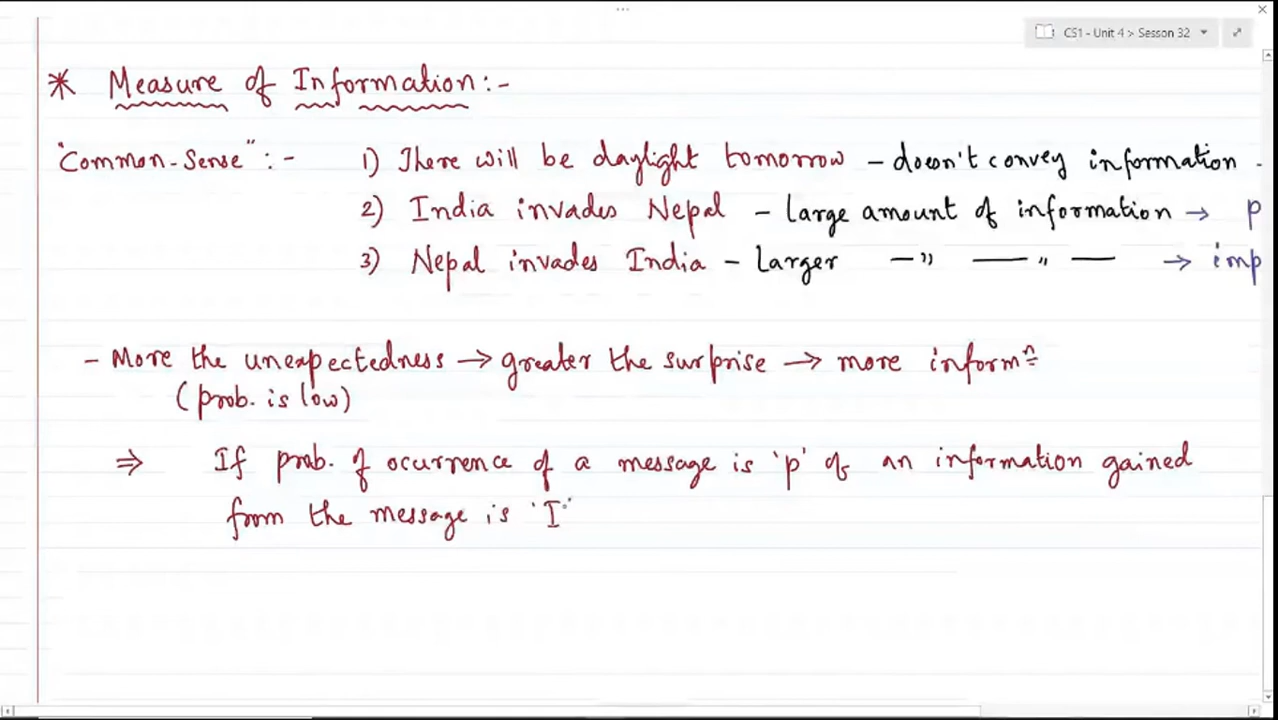 CS1 - Unit 4 > Sesson 32
* Measure of Information:-
"Common-Sense":- 1) There will be daylight tomorrow - doesn't convey information -
2) India invades Nepal - large amount of information → p
3) Nepal invades India - Larger —"— —"— → imp
- More the unexpectedness → greater the surprise → more informⁿ
(prob. is low)
⇒ If prob. of ocurrence of a message is 'p' & an information gained
from the message is 'I'